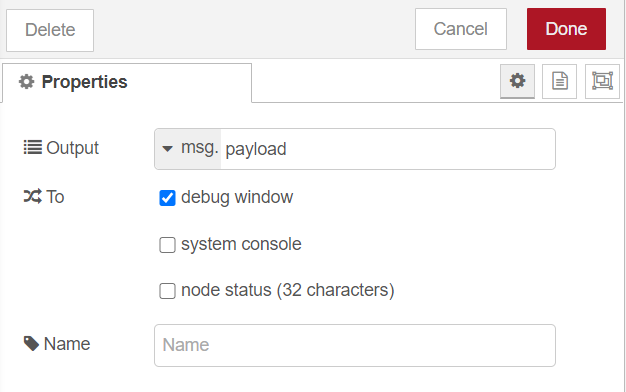 Delete Cancel Done
Properties
Output msg. payload
To debug window
system console
node status (32 characters)
Name Name